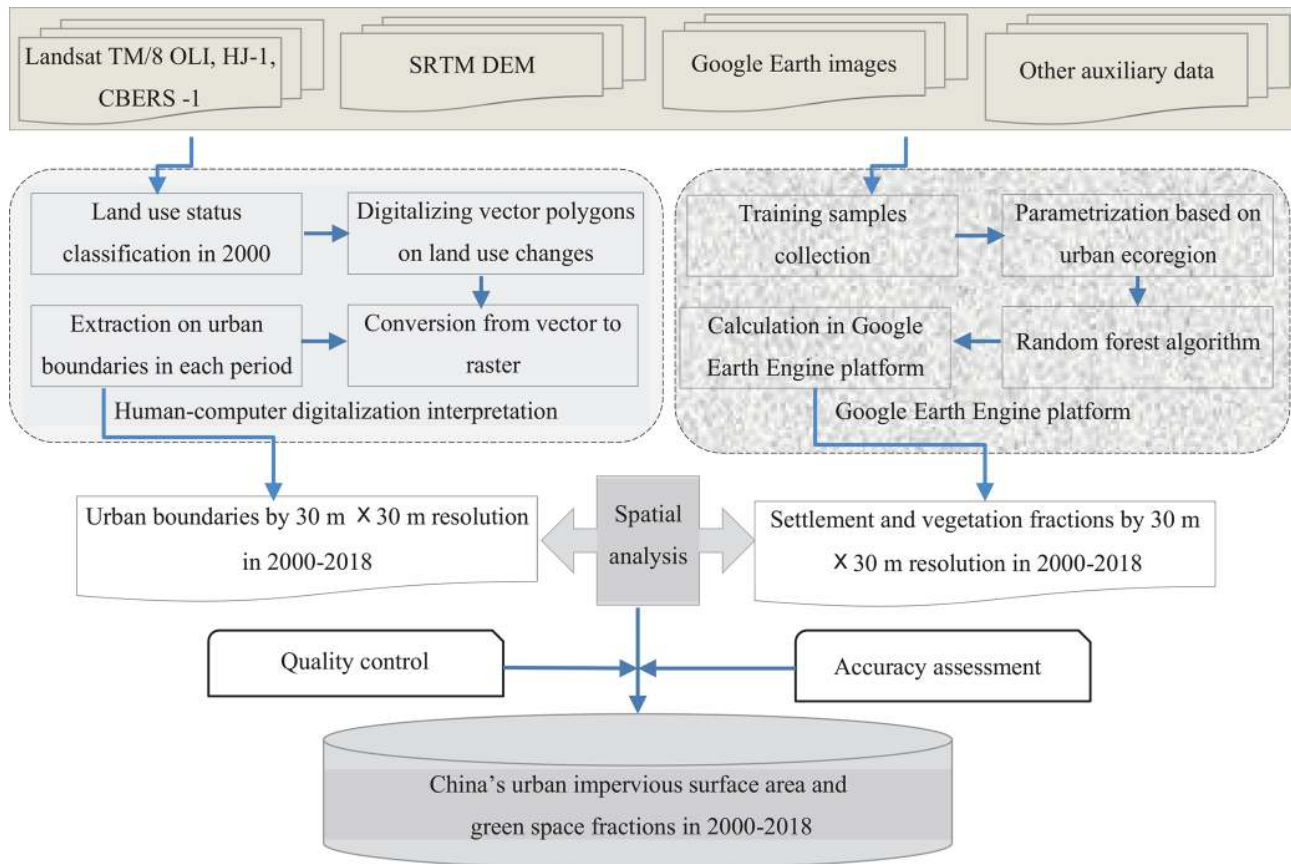 Landsat TM/8 OLI, HJ-1,
CBERS -1
SRTM DEM
Google Earth images
Other auxiliary data
Land use status
classification in 2000
Digitalizing vector polygons
on land use changes
Extraction on urban
boundaries in each period
Conversion from vector to
raster
Human-computer digitalization interpretation
Training samples
collection
Parametrization based on
urban ecoregion
Calculation in Google
Earth Engine platform
Random forest algorithm
Google Earth Engine platform
Urban boundaries by 30 m X 30 m resolution
in 2000-2018
Spatial
analysis
Settlement and vegetation fractions by 30 m
X 30 m resolution in 2000-2018
Quality control
Accuracy assessment
China's urban impervious surface area and
green space fractions in 2000-2018